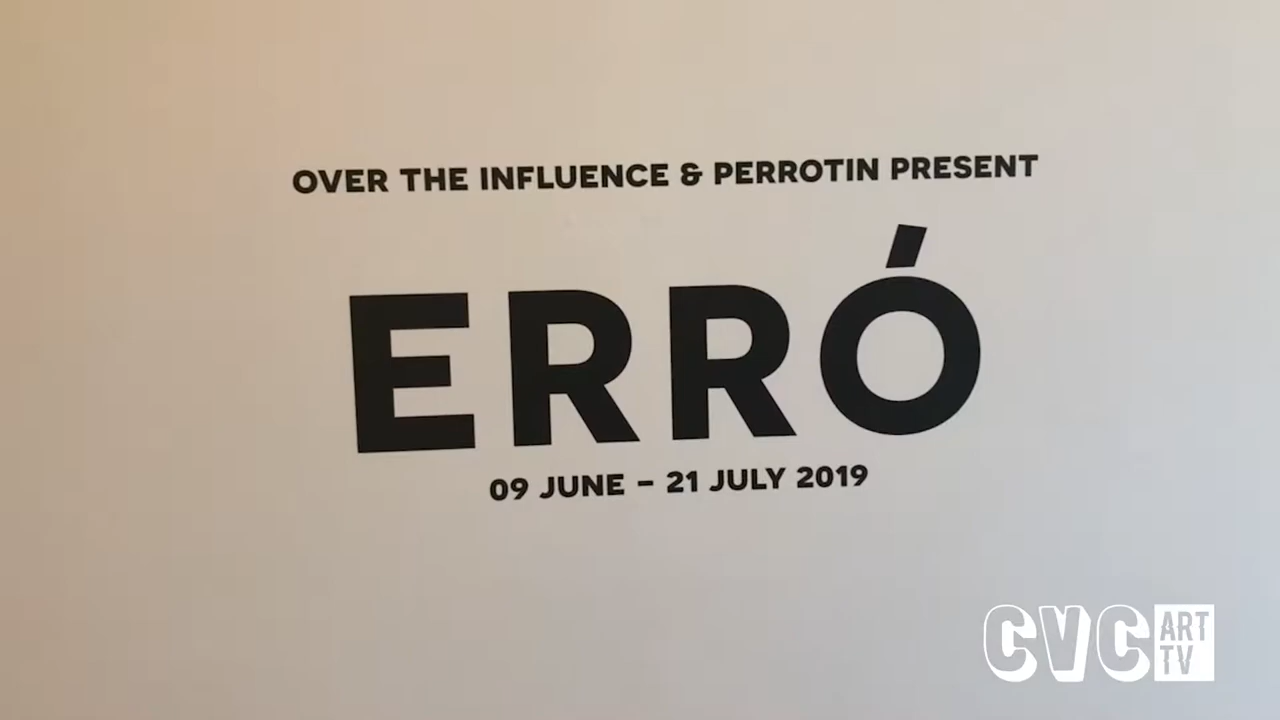 OVER THE INFLUENCE & PERROTIN PRESENT
ERRÓ
09 JUNE – 21 JULY 2019
CVC ART TV